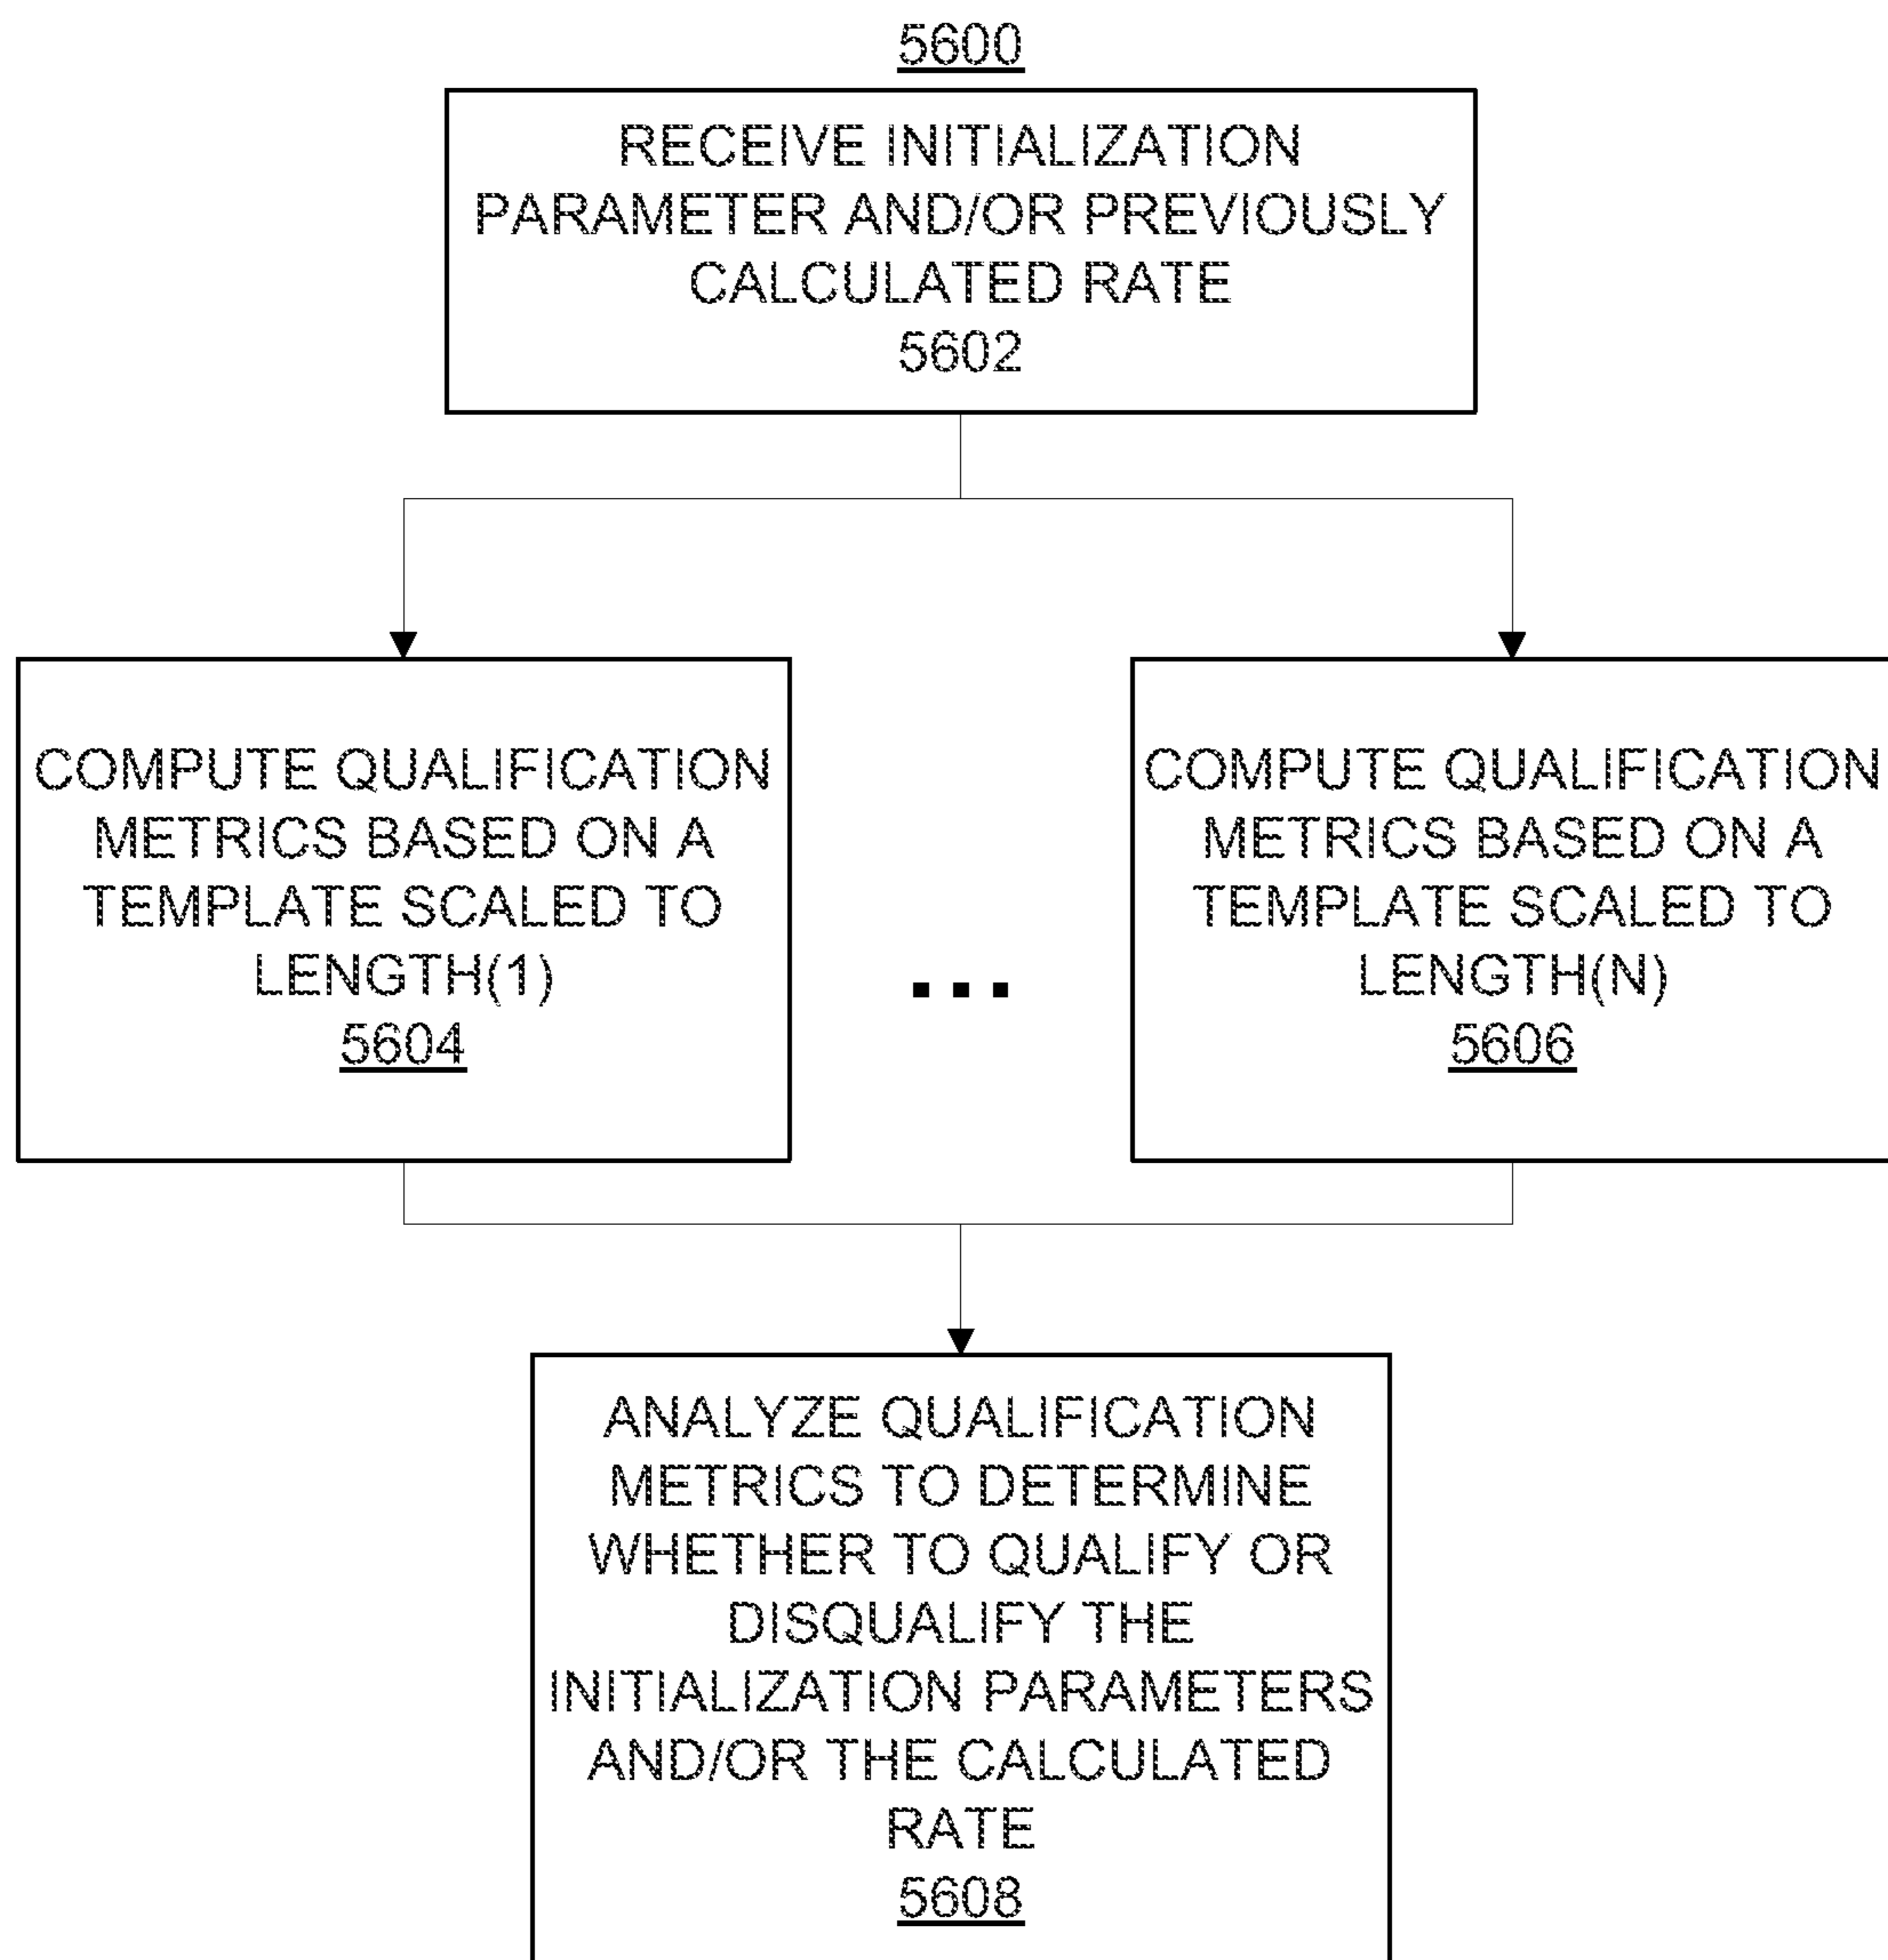 5600
RECEIVE INITIALIZATION
PARAMETER AND/OR PREVIOUSLY
CALCULATED RATE
5602
COMPUTE QUALIFICATION
METRICS BASED ON A
TEMPLATE SCALED TO
LENGTH(1)
5604
...
COMPUTE QUALIFICATION
METRICS BASED ON A
TEMPLATE SCALED TO
LENGTH(N)
5606
ANALYZE QUALIFICATION
METRICS TO DETERMINE
WHETHER TO QUALIFY OR
DISQUALIFY THE
INITIALIZATION PARAMETERS
AND/OR THE CALCULATED
RATE
5608